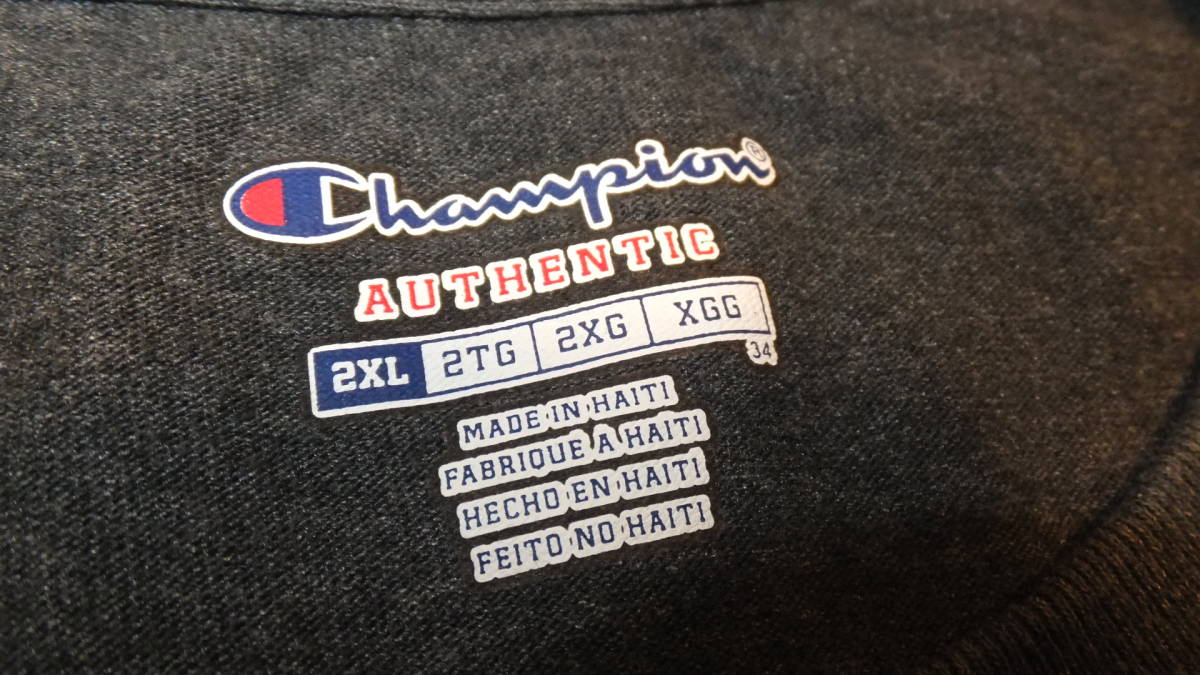 Champion®
AUTHENTIC
2XL 2TG 2XG XGG
34
MADE IN HAITI
FABRIQUE A HAITI
HECHO EN HAITI
FEITO NO HAITI